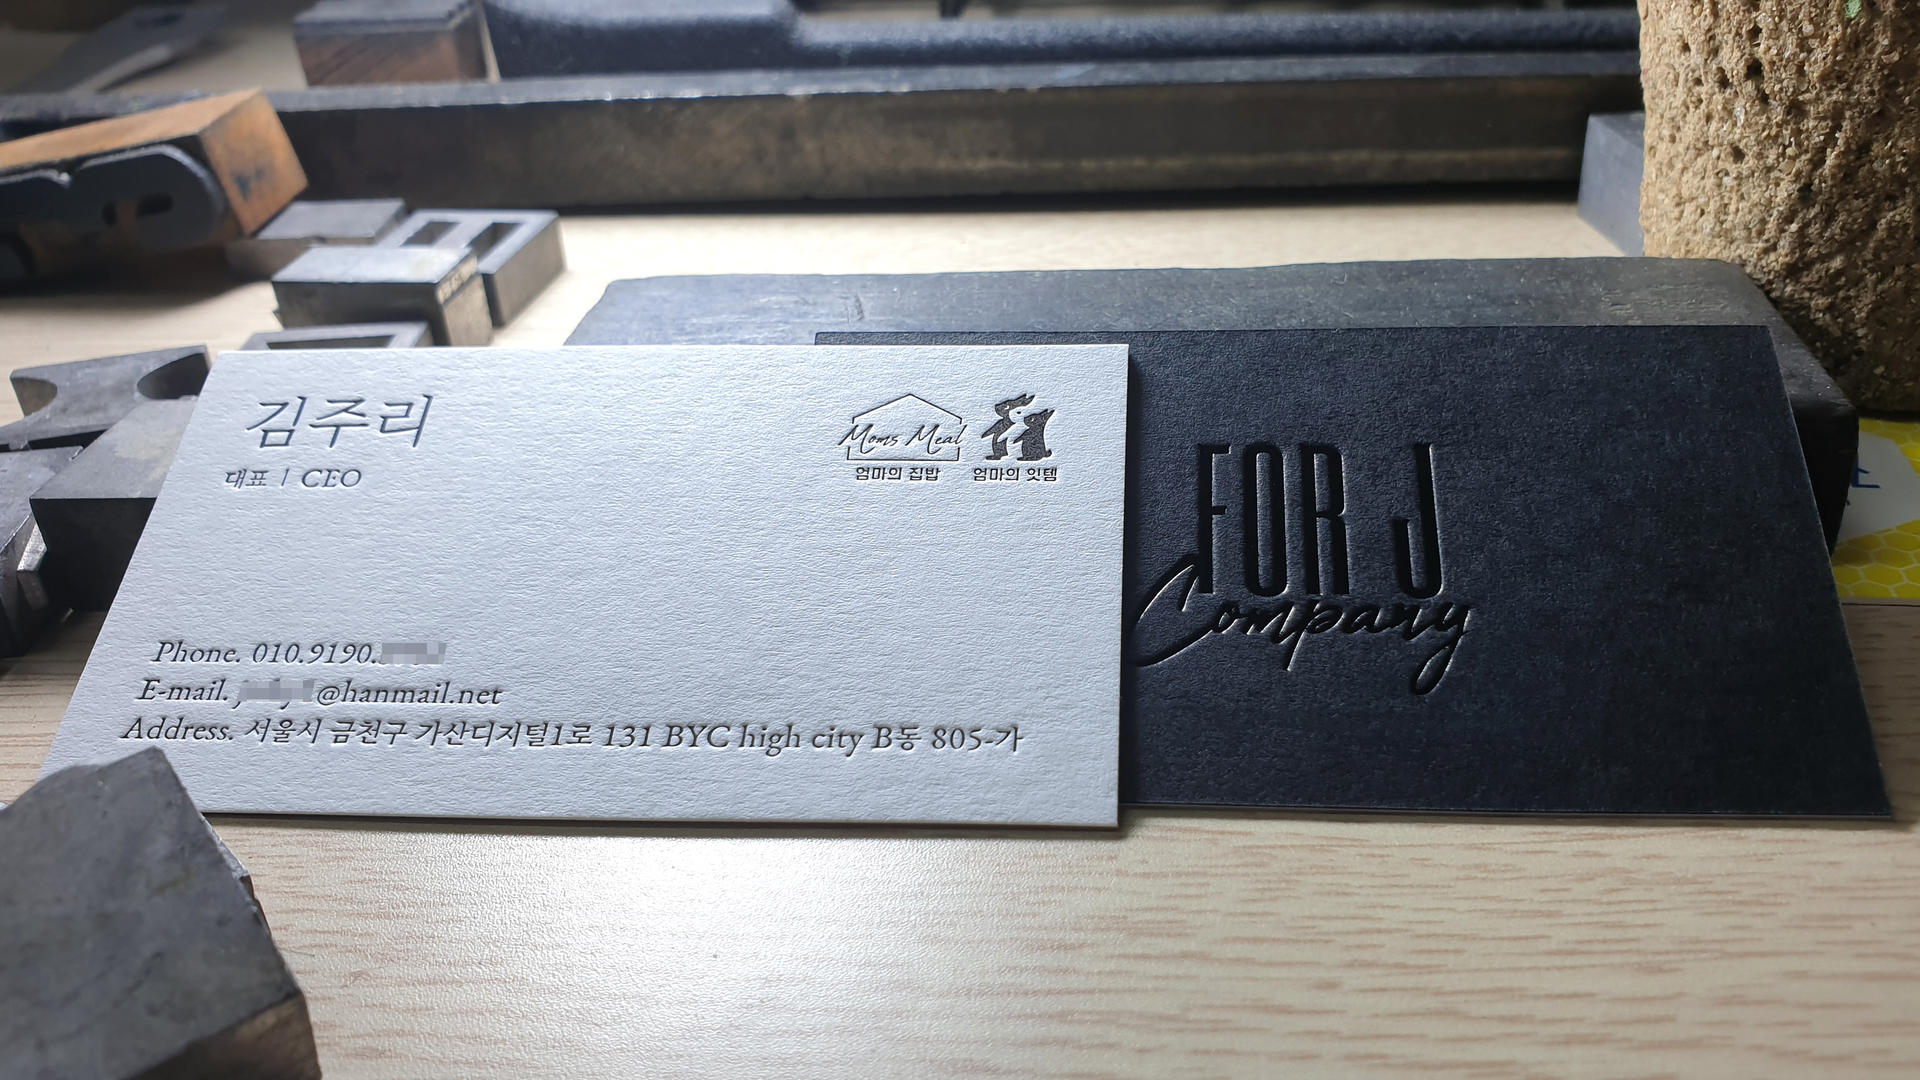 김주리
대표 | CEO
Moms Meal
엄마의 집밥
엄마의 잇템
Phone. 010.9190.
E-mail. @hanmail.net
Address. 서울시 금천구 가산디지털1로 131 BYC high city B동 805-가
FOR J
Company